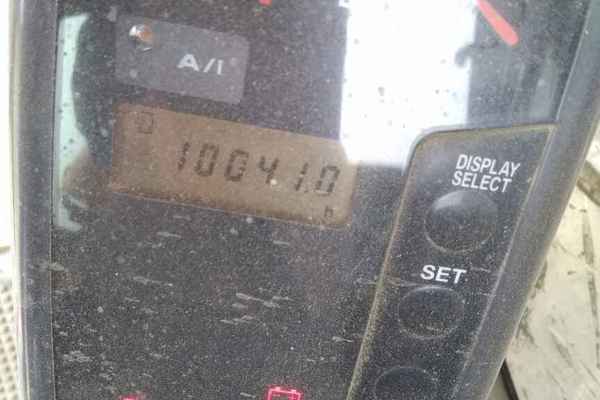 A/I
10041.0
h
DISPLAY
SELECT
SET